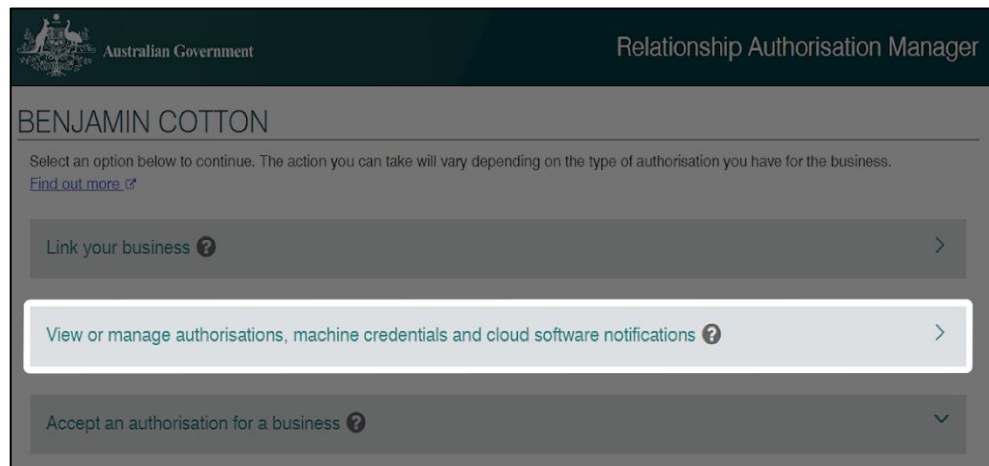 Australian Government
Relationship Authorisation Manager
BENJAMIN COTTON
Select an option below to continue. The action you can take will vary depending on the type of authorisation you have for the business.
Find out more
Link your business ?
View or manage authorisations, machine credentials and cloud software notifications ?
Accept an authorisation for a business ?